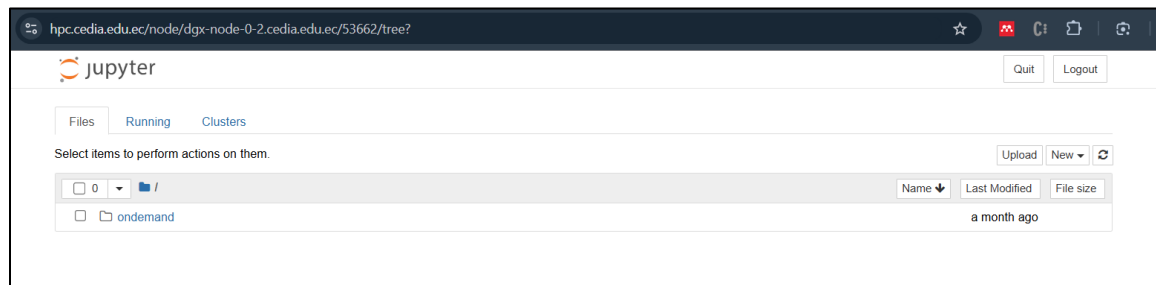 hpc.cedia.edu.ec/node/dgx-node-0-2.cedia.edu.ec/53662/tree?
jupyter
Quit Logout
Files Running Clusters
Select items to perform actions on them.
Upload New
0 / Name Last Modified File size
ondemand a month ago